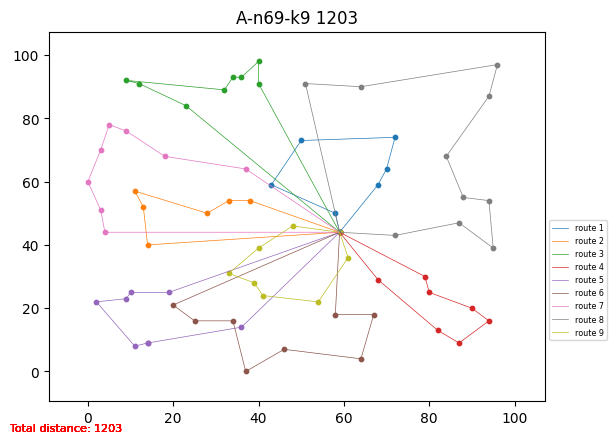 A-n69-k9 1203
100
80
60
40
20
0
0 20 40 60 80 100
route 1
route 2
route 3
route 4
route 5
route 6
route 7
route 8
route 9
Total distance: 1203